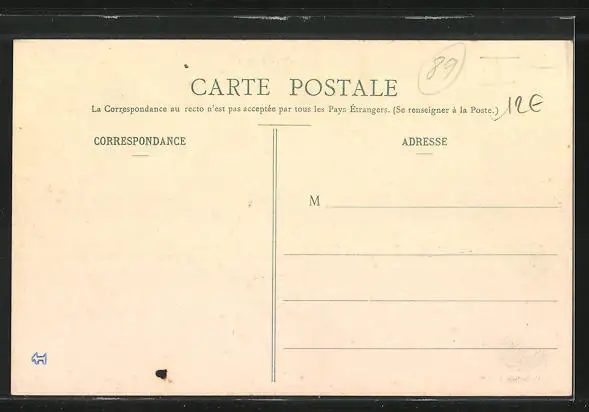 89
CARTE POSTALE
La Correspondance au recto n'est pas acceptée par tous les Pays Étrangers. (Se renseigner à la Poste.)
12€
CORRESPONDANCE
ADRESSE
M